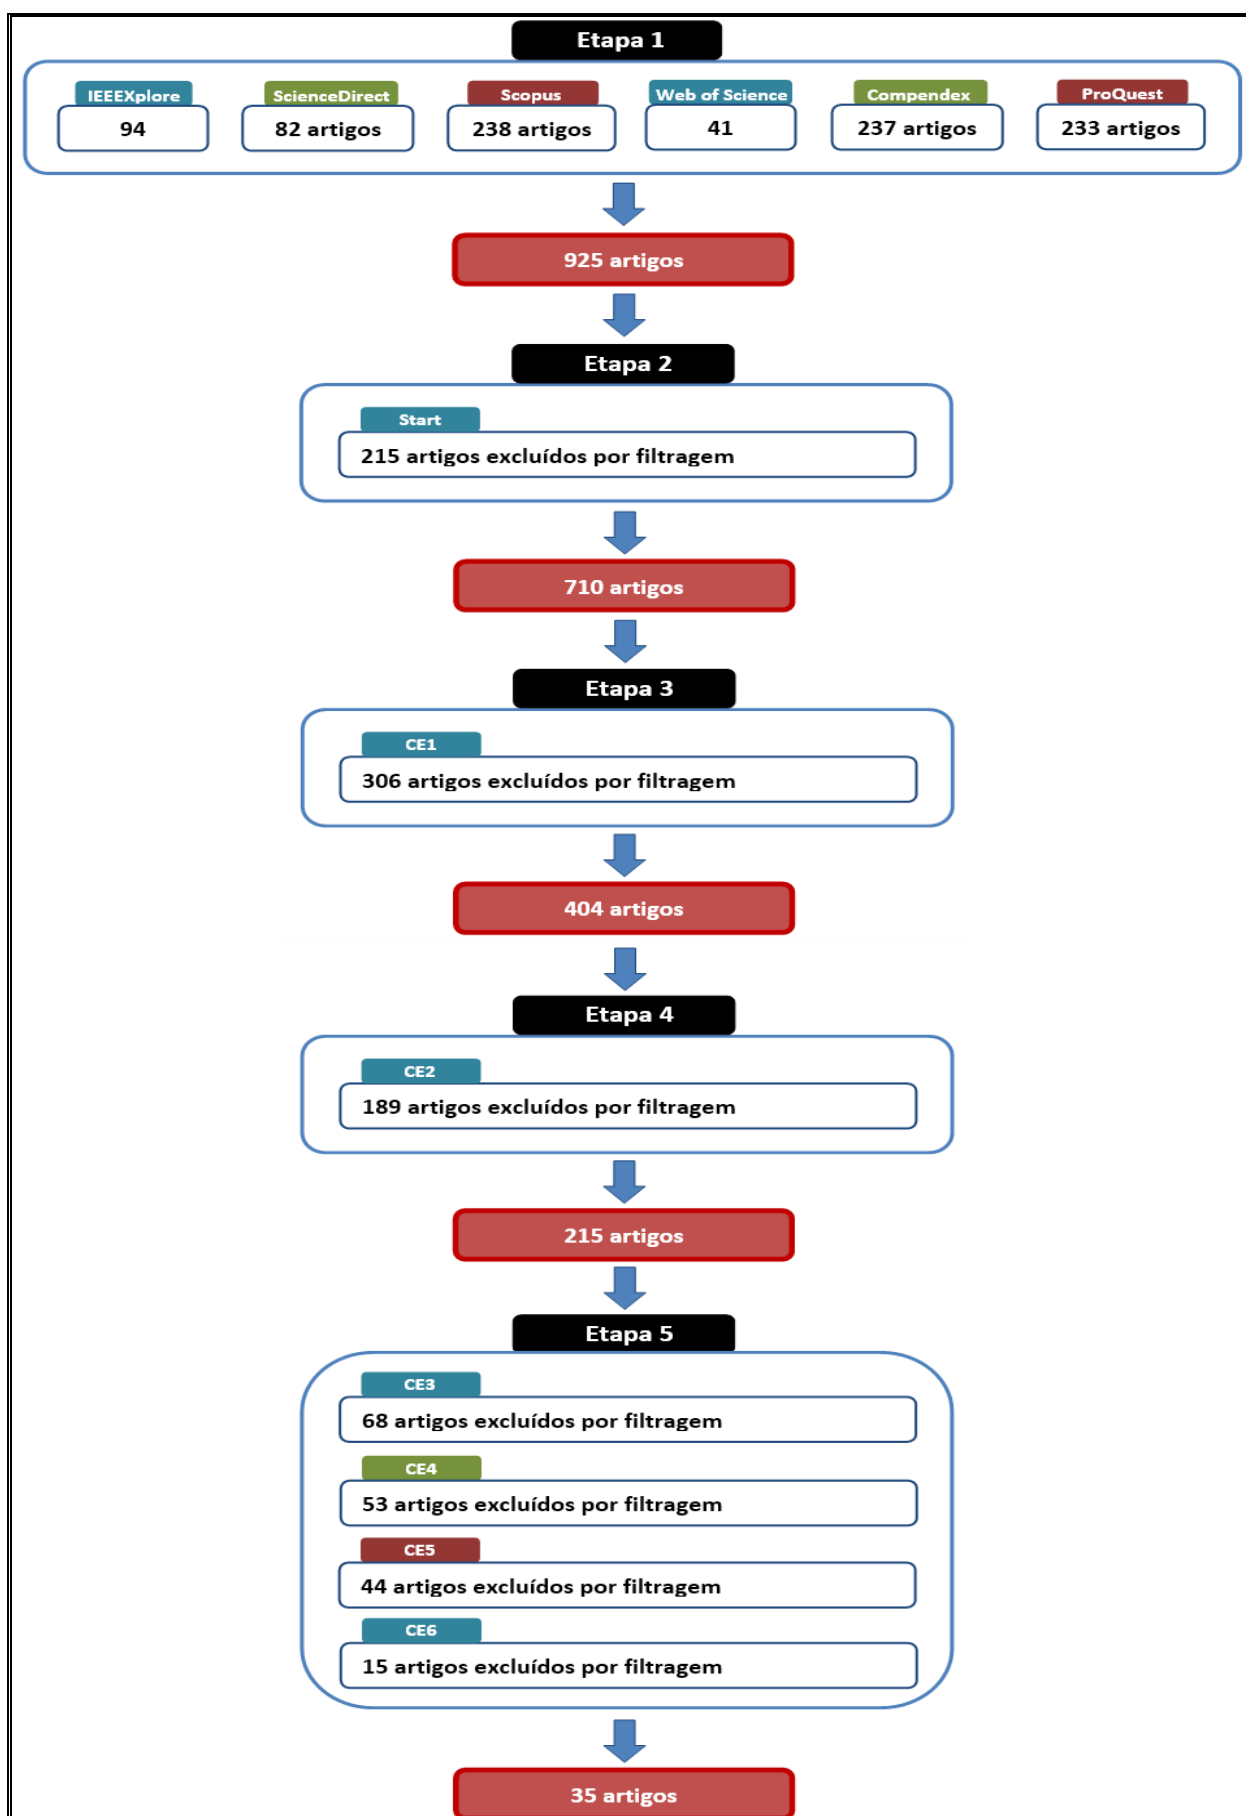 Etapa 1
IEEEXplore ScienceDirect Scopus Web of Science Compendex ProQuest
94 82 artigos 238 artigos 41 237 artigos 233 artigos
925 artigos
Etapa 2
Start
215 artigos excluídos por filtragem
710 artigos
Etapa 3
CE1
306 artigos excluídos por filtragem
404 artigos
Etapa 4
CE2
189 artigos excluídos por filtragem
215 artigos
Etapa 5
CE3
68 artigos excluídos por filtragem
CE4
53 artigos excluídos por filtragem
CE5
44 artigos excluídos por filtragem
CE6
15 artigos excluídos por filtragem
35 artigos